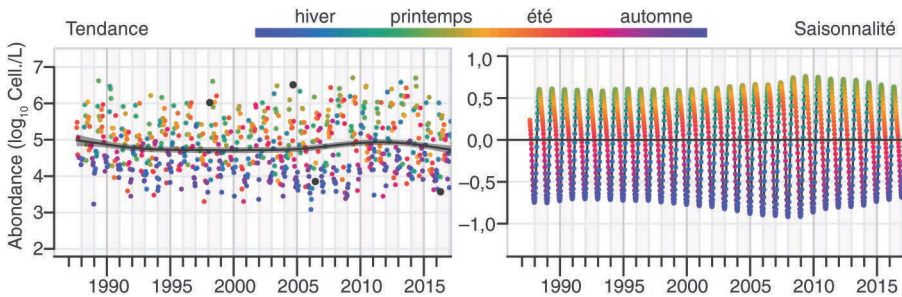 hiver printemps été automne
Tendance
Saisonnalité
Abondance (log10 Cell./L)
7
6
5
4
3
2
1990 1995 2000 2005 2010 2015
1,0
0,5
0,0
−0,5
−1,0
1990 1995 2000 2005 2010 2015